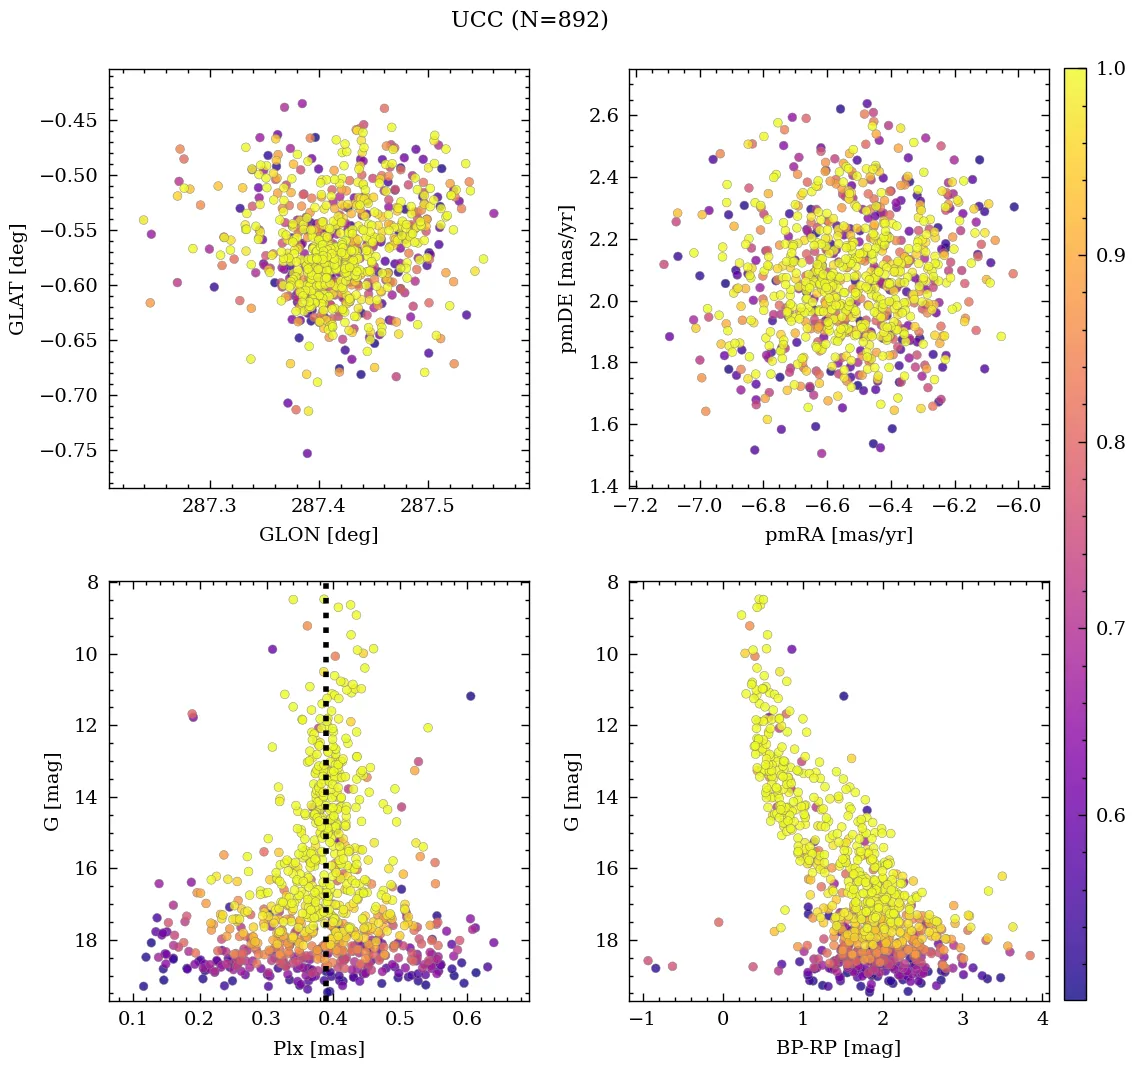 UCC (N=892)
−0.45
−0.50
−0.55
−0.60
−0.65
−0.70
−0.75
GLAT [deg]
287.3 287.4 287.5
GLON [deg]
2.6
2.4
2.2
2.0
1.8
1.6
1.4
pmDE [mas/yr]
−7.2 −7.0 −6.8 −6.6 −6.4 −6.2 −6.0
pmRA [mas/yr]
1.0
0.9
0.8
0.7
0.6
8
10
12
14
16
18
G [mag]
0.1 0.2 0.3 0.4 0.5 0.6
Plx [mas]
8
10
12
14
16
18
G [mag]
−1 0 1 2 3 4
BP-RP [mag]